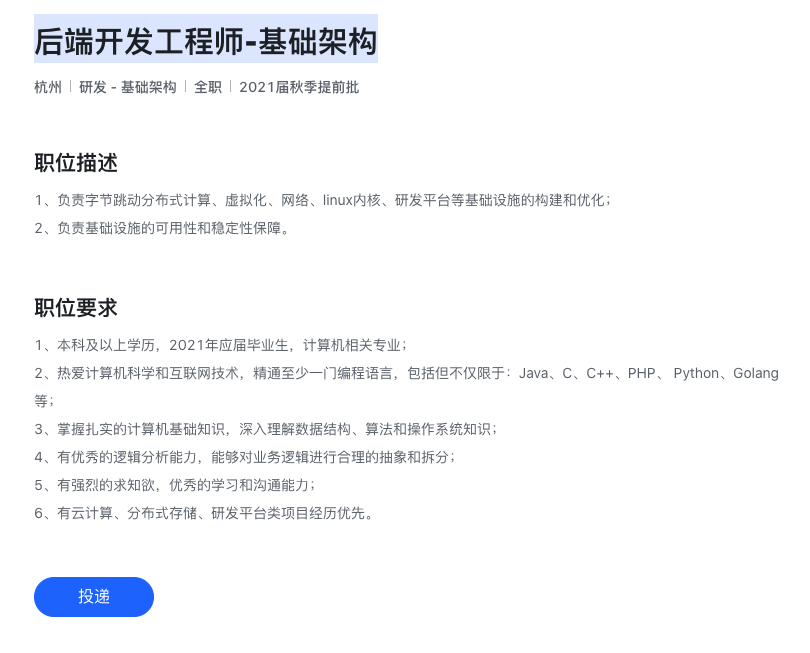 后端开发工程师-基础架构
杭州 | 研发 - 基础架构 | 全职 | 2021届秋季提前批
职位描述
1、负责字节跳动分布式计算、虚拟化、网络、linux内核、研发平台等基础设施的构建和优化；
2、负责基础设施的可用性和稳定性保障。
职位要求
1、本科及以上学历，2021年应届毕业生，计算机相关专业；
2、热爱计算机科学和互联网技术，精通至少一门编程语言，包括但不仅限于：Java、C、C++、PHP、 Python、Golang
等；
3、掌握扎实的计算机基础知识，深入理解数据结构、算法和操作系统知识；
4、有优秀的逻辑分析能力，能够对业务逻辑进行合理的抽象和拆分；
5、有强烈的求知欲，优秀的学习和沟通能力；
6、有云计算、分布式存储、研发平台类项目经历优先。
投递